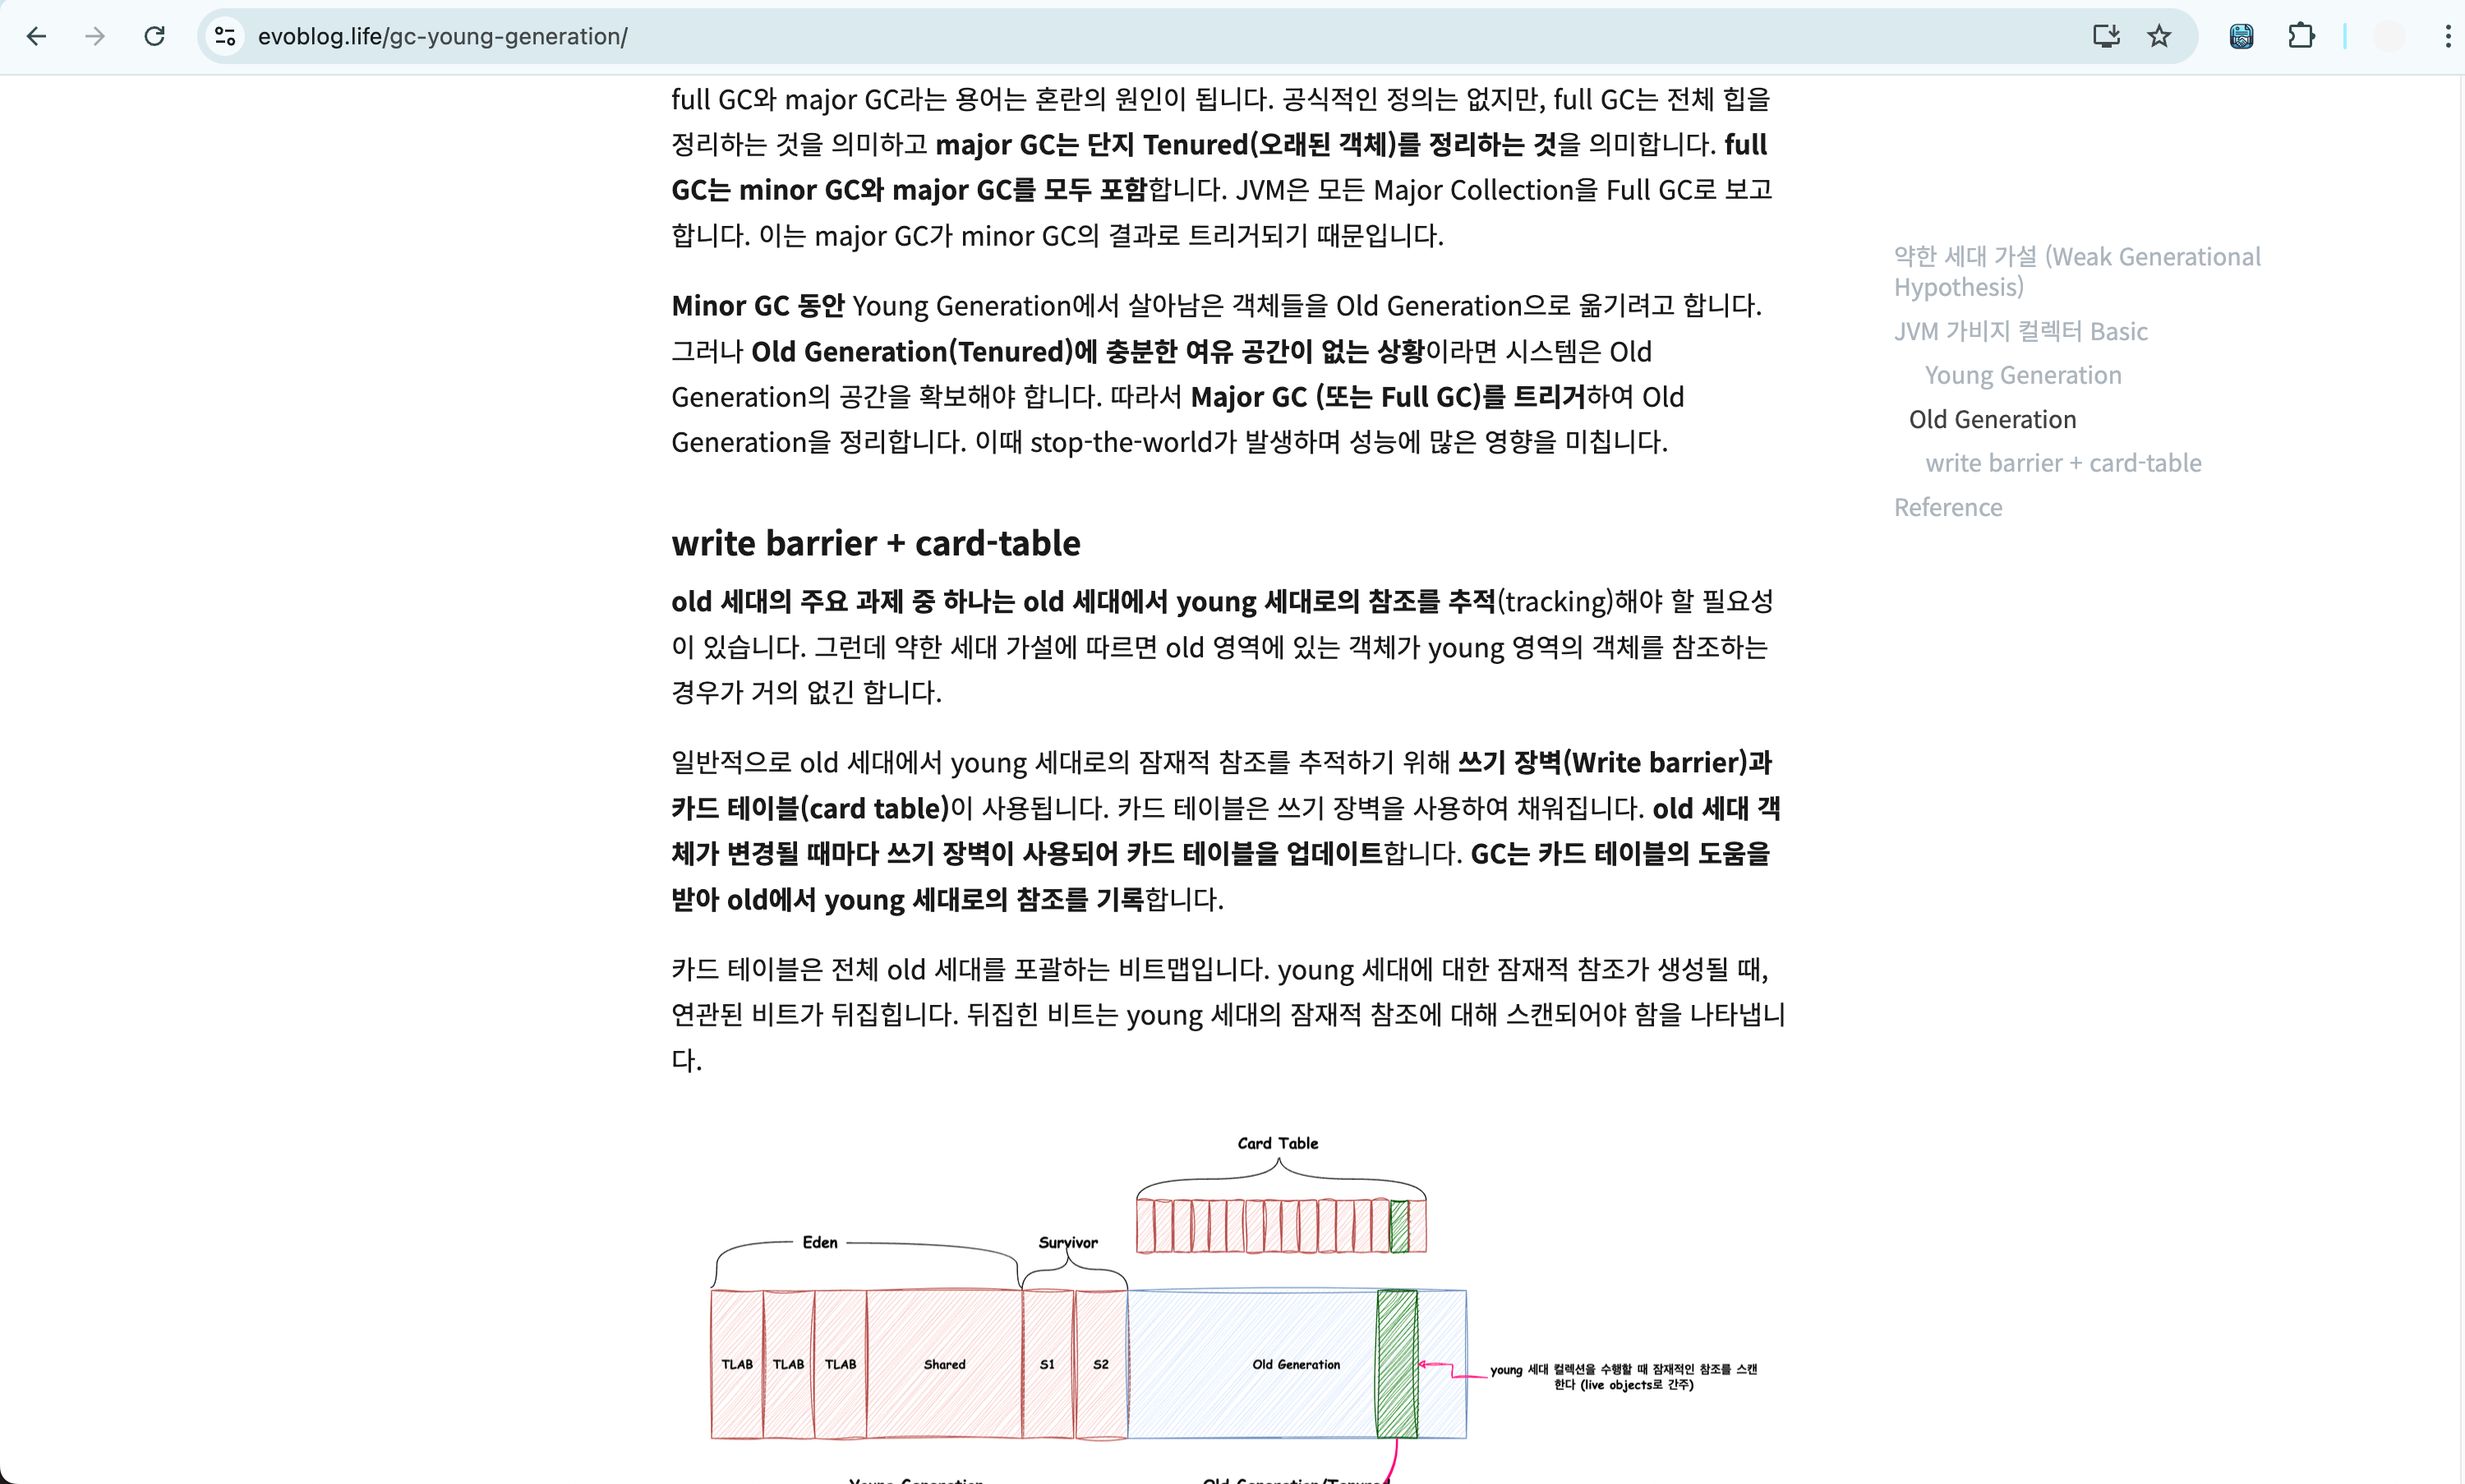 evoblog.life/gc-young-generation/
full GC와 major GC라는 용어는 혼란의 원인이 됩니다. 공식적인 정의는 없지만, full GC는 전체 힙을
정리하는 것을 의미하고 major GC는 단지 Tenured(오래된 객체)를 정리하는 것을 의미합니다. full
GC는 minor GC와 major GC를 모두 포함합니다. JVM은 모든 Major Collection을 Full GC로 보고
합니다. 이는 major GC가 minor GC의 결과로 트리거되기 때문입니다.
Minor GC 동안 Young Generation에서 살아남은 객체들을 Old Generation으로 옮기려고 합니다.
그러나 Old Generation(Tenured)에 충분한 여유 공간이 없는 상황이라면 시스템은 Old
Generation의 공간을 확보해야 합니다. 따라서 Major GC (또는 Full GC)를 트리거하여 Old
Generation을 정리합니다. 이때 stop-the-world가 발생하며 성능에 많은 영향을 미칩니다.
write barrier + card-table
old 세대의 주요 과제 중 하나는 old 세대에서 young 세대로의 참조를 추적(tracking)해야 할 필요성
이 있습니다. 그런데 약한 세대 가설에 따르면 old 영역에 있는 객체가 young 영역의 객체를 참조하는
경우가 거의 없긴 합니다.
일반적으로 old 세대에서 young 세대로의 잠재적 참조를 추적하기 위해 쓰기 장벽(Write barrier)과
카드 테이블(card table)이 사용됩니다. 카드 테이블은 쓰기 장벽을 사용하여 채워집니다. old 세대 객
체가 변경될 때마다 쓰기 장벽이 사용되어 카드 테이블을 업데이트합니다. GC는 카드 테이블의 도움을
받아 old에서 young 세대로의 참조를 기록합니다.
카드 테이블은 전체 old 세대를 포괄하는 비트맵입니다. young 세대에 대한 잠재적 참조가 생성될 때,
연관된 비트가 뒤집힙니다. 뒤집힌 비트는 young 세대의 잠재적 참조에 대해 스캔되어야 함을 나타냅니
다.
Card Table
Eden
Survivor
TLAB
TLAB
TLAB
Shared
S1
S2
Old Generation
young 세대 컬렉션을 수행할 때 잠재적인 참조를 스캔
한다 (live objects로 간주)
Young Generation
Old Generation/Tenured
약한 세대 가설 (Weak Generational
Hypothesis)
JVM 가비지 컬렉터 Basic
Young Generation
Old Generation
write barrier + card-table
Reference